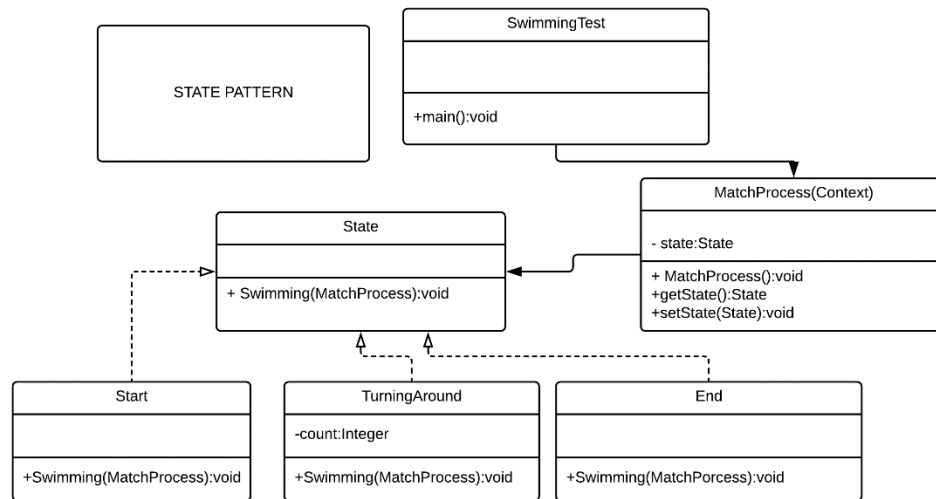 SwimmingTest
STATE PATTERN
+main():void
MatchProcess(Context)
- state:State
+ MatchProcess():void
+getState():State
+setState(State):void
State
+ Swimming(MatchProcess):void
Start
+Swimming(MatchProcess):void
TurningAround
-count:Integer
+Swimming(MatchProcess):void
End
+Swimming(MatchPorcess):void